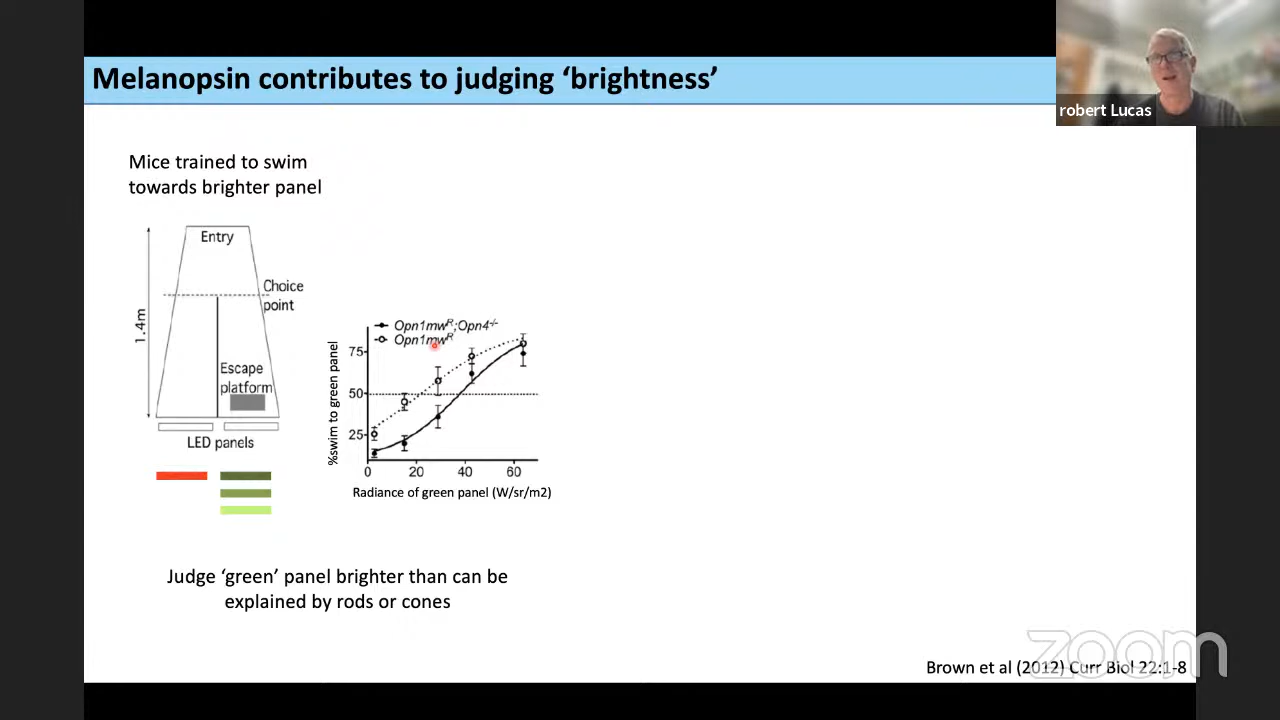 Melanopsin contributes to judging ‘brightness’
robert Lucas
Mice trained to swim
towards brighter panel
Entry
Choice
point
1.4m
Escape
platform
LED panels
Opn1mwR;Opn4-/-
Opn1mwR
75
50
25
%swim to green panel
0 20 40 60
Radiance of green panel (W/sr/m2)
Judge ‘green’ panel brighter than can be
explained by rods or cones
Brown et al (2012) Curr Biol 22:1-8
zoom